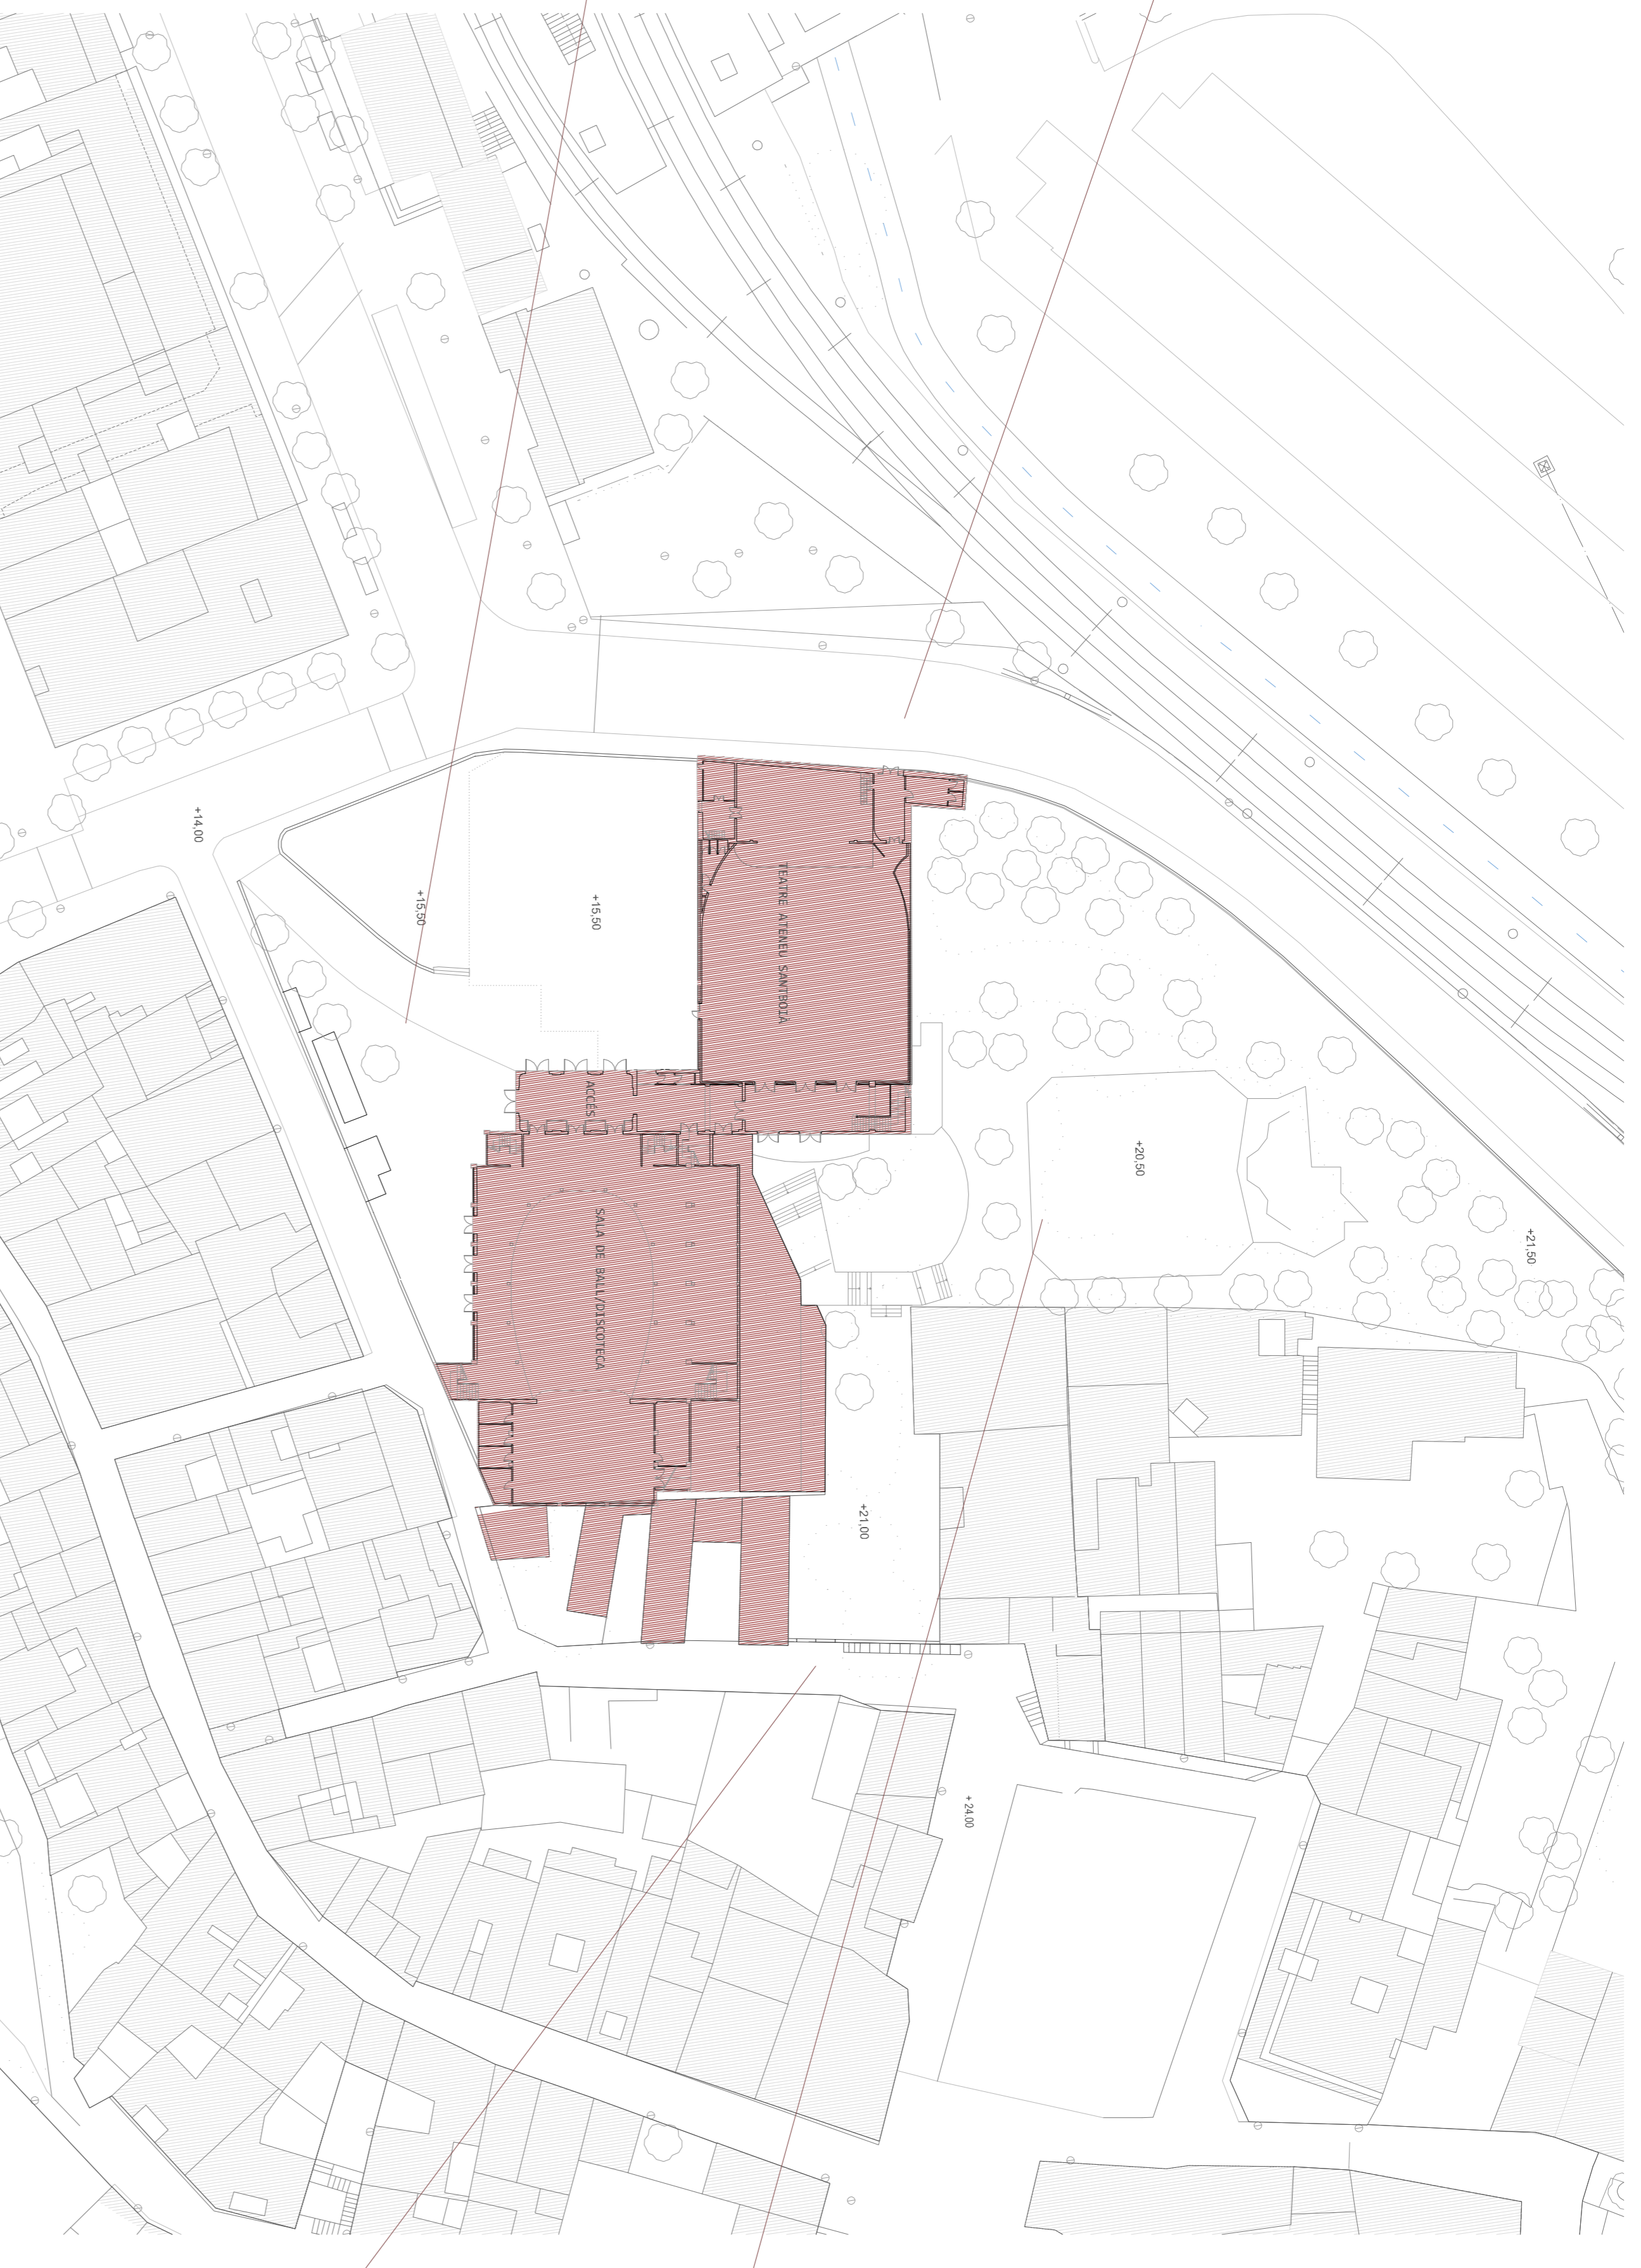 +14,00
+15,50
+15,50
TEATRE ATENEU SANTBOIÀ
ACCÉS
SALA DE BALL/DISCOTECA
+20,50
+21,50
+21,00
+ 24,00